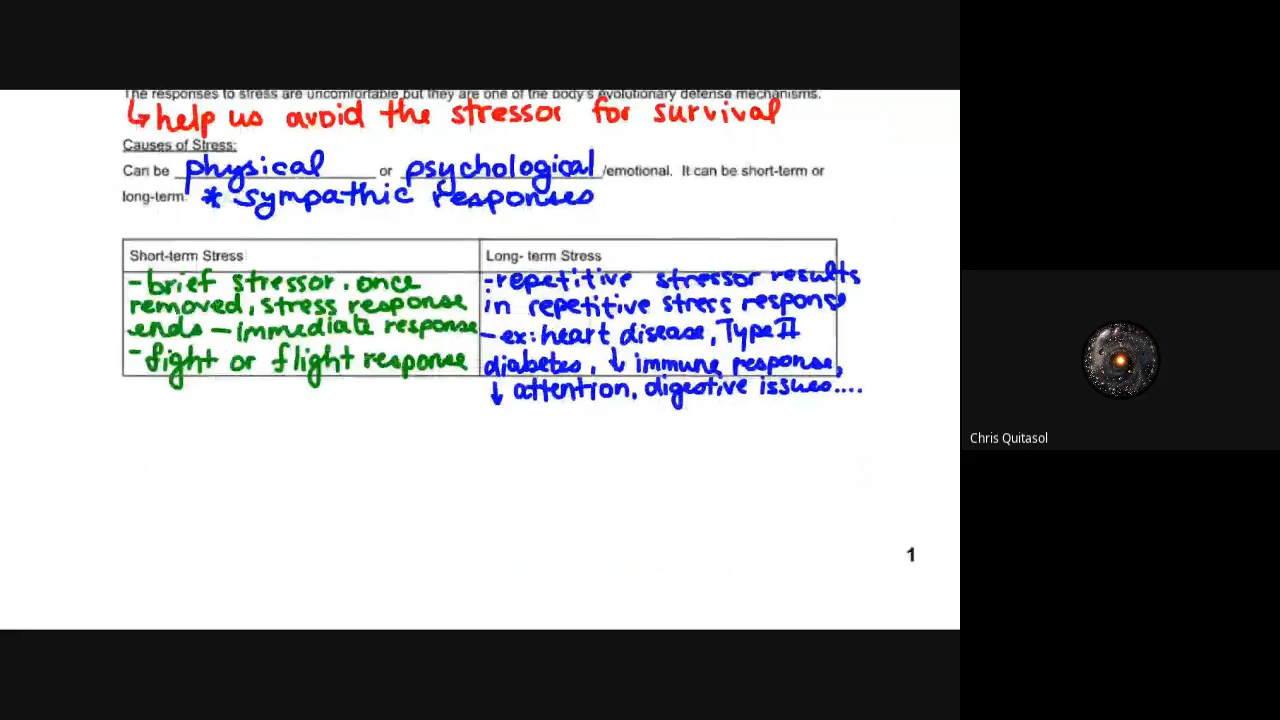 The responses to stress are uncomfortable but they are one of the body's evolutionary defense mechanisms.
↳help us avoid the stressor for survival
Causes of Stress:
Can be physical or psychological/emotional. It can be short-term or
long-term. * sympathic responses
Short-term Stress
-brief stressor, once
removed, stress response
ends – immediate response
- fight or flight response
Long- term Stress
-repetitive stressor results
in repetitive stress response
-ex: heart disease, Type II
diabetes, ↓ immune response,
↓ attention, digestive issues....
1
Chris Quitasol